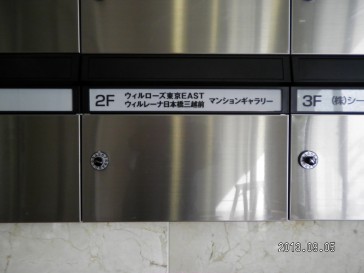 2F
ウィルローズ東京EAST
ウィレーナ日本橋三越前
マンションギャラリー
3F (株)シー
2013.09.05